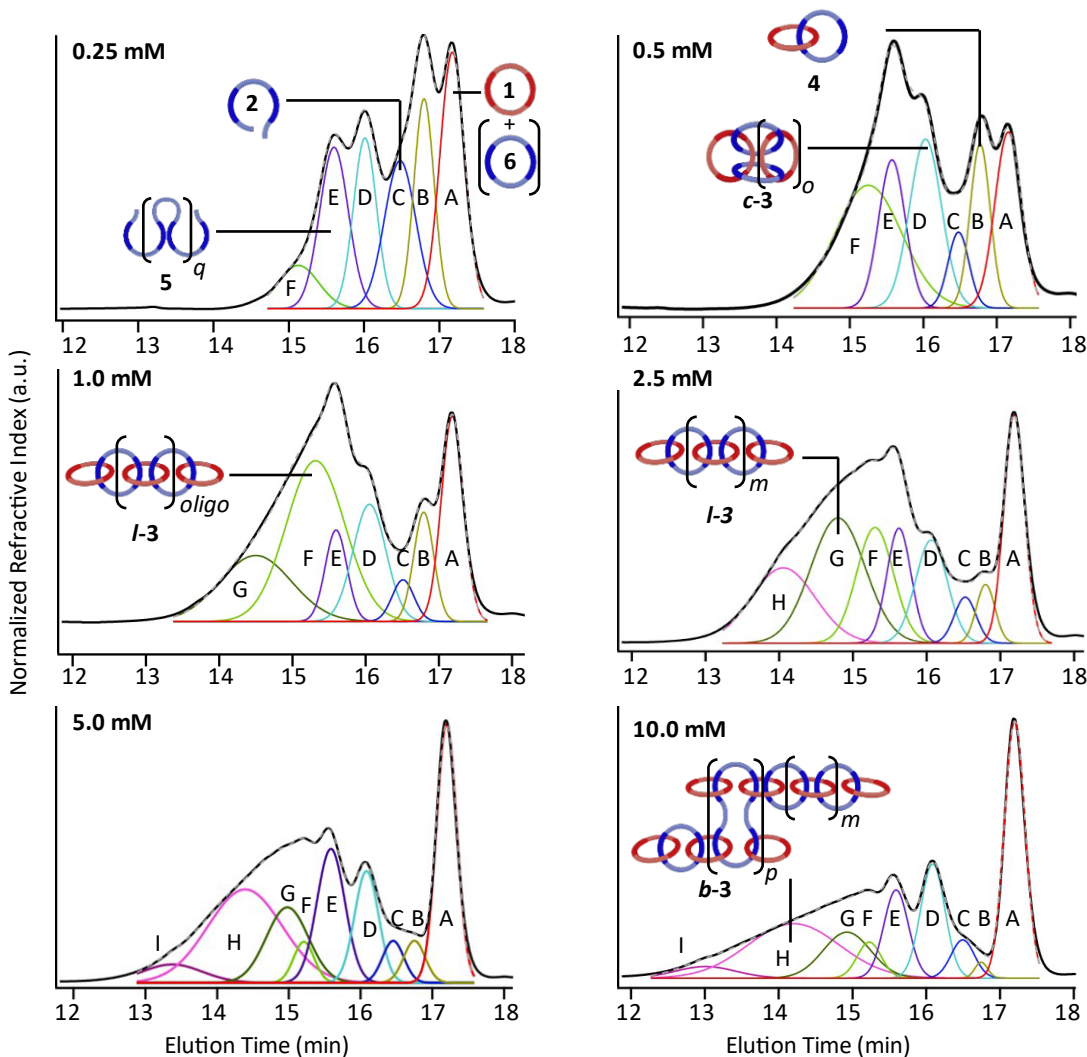 0.25 mM
2
1
+
6
E
D
C
B
A
F
5
q
12
13
14
15
16
17
18
0.5 mM
4
c-3
o
F
E
D
C
B
A
12
13
14
15
16
17
18
Normalized Refractive Index (a.u.)
1.0 mM
l-3
oligo
G
F
E
D
C
B
A
12
13
14
15
16
17
18
2.5 mM
l-3
m
H
G
F
E
D
C
B
A
12
13
14
15
16
17
18
5.0 mM
I
H
G
F
E
D
C
B
A
12
13
14
15
16
17
18
Elution Time (min)
10.0 mM
m
b-3
p
I
H
G
F
E
D
C
B
A
12
13
14
15
16
17
18
Elution Time (min)